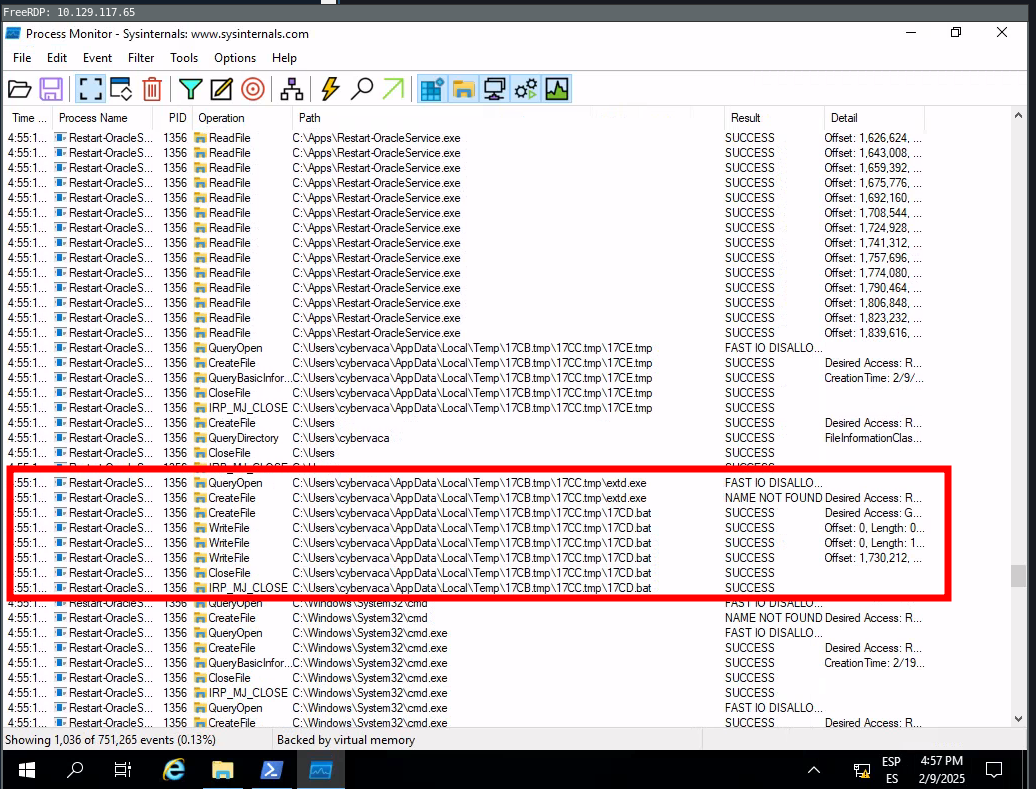 FreeRDP: 10.129.117.65
Process Monitor - Sysinternals: www.sysinternals.com
File Edit Event Filter Tools Options Help
Time ... Process Name PID Operation Path Result Detail
4:55:1... Restart-OracleS... 1356 ReadFile C:\Apps\Restart-OracleService.exe SUCCESS Offset: 1,626,624, ...
4:55:1... Restart-OracleS... 1356 ReadFile C:\Apps\Restart-OracleService.exe SUCCESS Offset: 1,643,008, ...
4:55:1... Restart-OracleS... 1356 ReadFile C:\Apps\Restart-OracleService.exe SUCCESS Offset: 1,659,392, ...
4:55:1... Restart-OracleS... 1356 ReadFile C:\Apps\Restart-OracleService.exe SUCCESS Offset: 1,675,776, ...
4:55:1... Restart-OracleS... 1356 ReadFile C:\Apps\Restart-OracleService.exe SUCCESS Offset: 1,692,160, ...
4:55:1... Restart-OracleS... 1356 ReadFile C:\Apps\Restart-OracleService.exe SUCCESS Offset: 1,708,544, ...
4:55:1... Restart-OracleS... 1356 ReadFile C:\Apps\Restart-OracleService.exe SUCCESS Offset: 1,724,928, ...
4:55:1... Restart-OracleS... 1356 ReadFile C:\Apps\Restart-OracleService.exe SUCCESS Offset: 1,741,312, ...
4:55:1... Restart-OracleS... 1356 ReadFile C:\Apps\Restart-OracleService.exe SUCCESS Offset: 1,757,696, ...
4:55:1... Restart-OracleS... 1356 ReadFile C:\Apps\Restart-OracleService.exe SUCCESS Offset: 1,774,080, ...
4:55:1... Restart-OracleS... 1356 ReadFile C:\Apps\Restart-OracleService.exe SUCCESS Offset: 1,790,464, ...
4:55:1... Restart-OracleS... 1356 ReadFile C:\Apps\Restart-OracleService.exe SUCCESS Offset: 1,806,848, ...
4:55:1... Restart-OracleS... 1356 ReadFile C:\Apps\Restart-OracleService.exe SUCCESS Offset: 1,823,232, ...
4:55:1... Restart-OracleS... 1356 ReadFile C:\Apps\Restart-OracleService.exe SUCCESS Offset: 1,839,616, ...
4:55:1... Restart-OracleS... 1356 QueryOpen C:\Users\cybervaca\AppData\Local\Temp\17CB.tmp\17CC.tmp\17CE.tmp FAST IO DISALLO...
4:55:1... Restart-OracleS... 1356 CreateFile C:\Users\cybervaca\AppData\Local\Temp\17CB.tmp\17CC.tmp\17CE.tmp SUCCESS Desired Access: R...
4:55:1... Restart-OracleS... 1356 QueryBasicInfor... C:\Users\cybervaca\AppData\Local\Temp\17CB.tmp\17CC.tmp\17CE.tmp SUCCESS CreationTime: 2/9/...
4:55:1... Restart-OracleS... 1356 CloseFile C:\Users\cybervaca\AppData\Local\Temp\17CB.tmp\17CC.tmp\17CE.tmp SUCCESS
4:55:1... Restart-OracleS... 1356 IRP_MJ_CLOSE C:\Users\cybervaca\AppData\Local\Temp\17CB.tmp\17CC.tmp\17CE.tmp SUCCESS
4:55:1... Restart-OracleS... 1356 CreateFile C:\Users SUCCESS Desired Access: R...
4:55:1... Restart-OracleS... 1356 QueryDirectory C:\Users\cybervaca SUCCESS FileInformationClas...
4:55:1... Restart-OracleS... 1356 CloseFile C:\Users SUCCESS
:55:1... Restart-OracleS... 1356 QueryOpen C:\Users\cybervaca\AppData\Local\Temp\17CB.tmp\17CC.tmp\extd.exe FAST IO DISALLO...
:55:1... Restart-OracleS... 1356 CreateFile C:\Users\cybervaca\AppData\Local\Temp\17CB.tmp\17CC.tmp\extd.exe NAME NOT FOUND Desired Access: R...
:55:1... Restart-OracleS... 1356 CreateFile C:\Users\cybervaca\AppData\Local\Temp\17CB.tmp\17CC.tmp\17CD.bat SUCCESS Desired Access: G...
:55:1... Restart-OracleS... 1356 WriteFile C:\Users\cybervaca\AppData\Local\Temp\17CB.tmp\17CC.tmp\17CD.bat SUCCESS Offset: 0, Length: 0...
:55:1... Restart-OracleS... 1356 WriteFile C:\Users\cybervaca\AppData\Local\Temp\17CB.tmp\17CC.tmp\17CD.bat SUCCESS Offset: 0, Length: 1...
:55:1... Restart-OracleS... 1356 WriteFile C:\Users\cybervaca\AppData\Local\Temp\17CB.tmp\17CC.tmp\17CD.bat SUCCESS Offset: 1,730,212, ...
:55:1... Restart-OracleS... 1356 CloseFile C:\Users\cybervaca\AppData\Local\Temp\17CB.tmp\17CC.tmp\17CD.bat SUCCESS
:55:1... Restart-OracleS... 1356 IRP_MJ_CLOSE C:\Users\cybervaca\AppData\Local\Temp\17CB.tmp\17CC.tmp\17CD.bat SUCCESS
4:55:1... Restart-OracleS... 1356 QueryOpen C:\Windows\System32\cmd FAST IO DISALLO...
4:55:1... Restart-OracleS... 1356 CreateFile C:\Windows\System32\cmd NAME NOT FOUND Desired Access: R...
4:55:1... Restart-OracleS... 1356 QueryOpen C:\Windows\System32\cmd.exe FAST IO DISALLO...
4:55:1... Restart-OracleS... 1356 CreateFile C:\Windows\System32\cmd.exe SUCCESS Desired Access: R...
4:55:1... Restart-OracleS... 1356 QueryBasicInfor... C:\Windows\System32\cmd.exe SUCCESS CreationTime: 2/19...
4:55:1... Restart-OracleS... 1356 CloseFile C:\Windows\System32\cmd.exe SUCCESS
4:55:1... Restart-OracleS... 1356 IRP_MJ_CLOSE C:\Windows\System32\cmd.exe SUCCESS
4:55:1... Restart-OracleS... 1356 QueryOpen C:\Windows\System32\cmd.exe FAST IO DISALLO...
4:55:1... Restart-OracleS... 1356 CreateFile C:\Windows\System32\cmd.exe SUCCESS Desired Access: R...
Showing 1,036 of 751,265 events (0.13%) Backed by virtual memory
ESP 4:57 PM
ES 2/9/2025